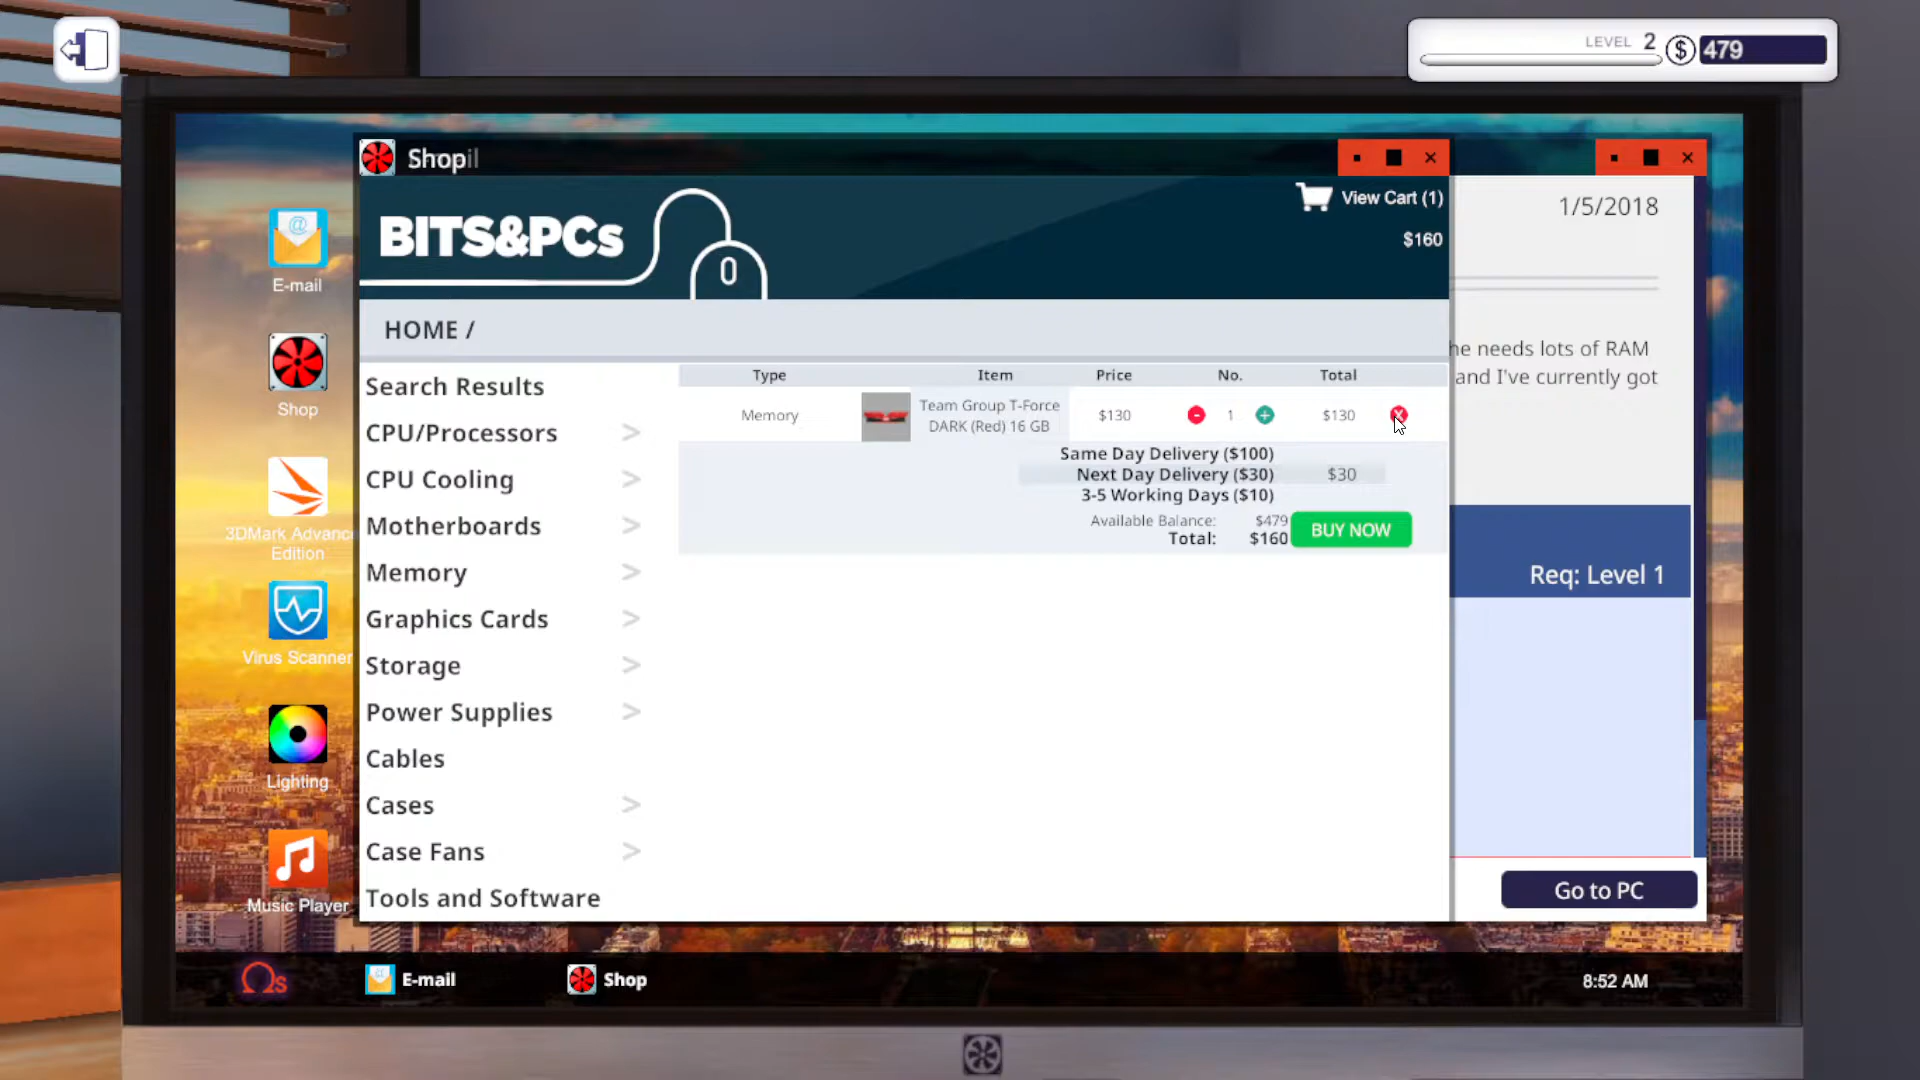 LEVEL 2 $ 479
Shop
View Cart (1)
$160
BITS&PCs
1/5/2018
E-mail
HOME /
he needs lots of RAM
and I've currently got
Shop
Search Results
CPU/Processors >
CPU Cooling >
Motherboards >
Memory >
Graphics Cards >
Storage >
Power Supplies >
Cables
Cases >
Case Fans >
Tools and Software
Type Item Price No. Total
Memory
Team Group T-Force
DARK (Red) 16 GB
$130 - 1 + $130 X
Same Day Delivery ($100)
Next Day Delivery ($30) $30
3-5 Working Days ($10)
Available Balance: $479
Total: $160
BUY NOW
3DMark Advanc
Edition
Req: Level 1
Virus Scanner
Lighting
Music Player
Go to PC
Ωs
E-mail
Shop
8:52 AM